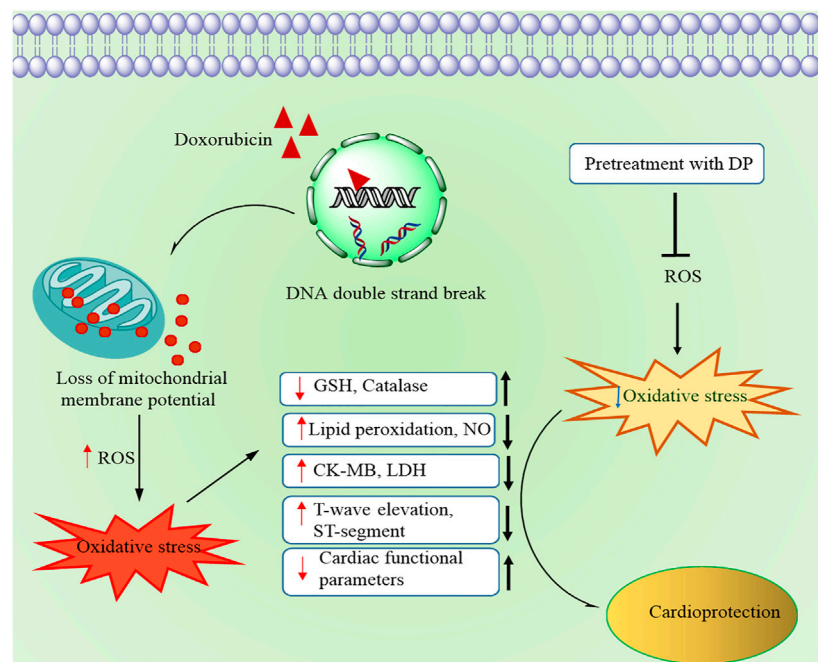 Doxorubicin
DNA double strand break
Loss of mitochondrial
membrane potential
ROS
Oxidative stress
GSH, Catalase
Lipid peroxidation, NO
CK-MB, LDH
T-wave elevation,
ST-segment
Cardiac functional
parameters
Pretreatment with DP
ROS
Oxidative stress
Cardioprotection